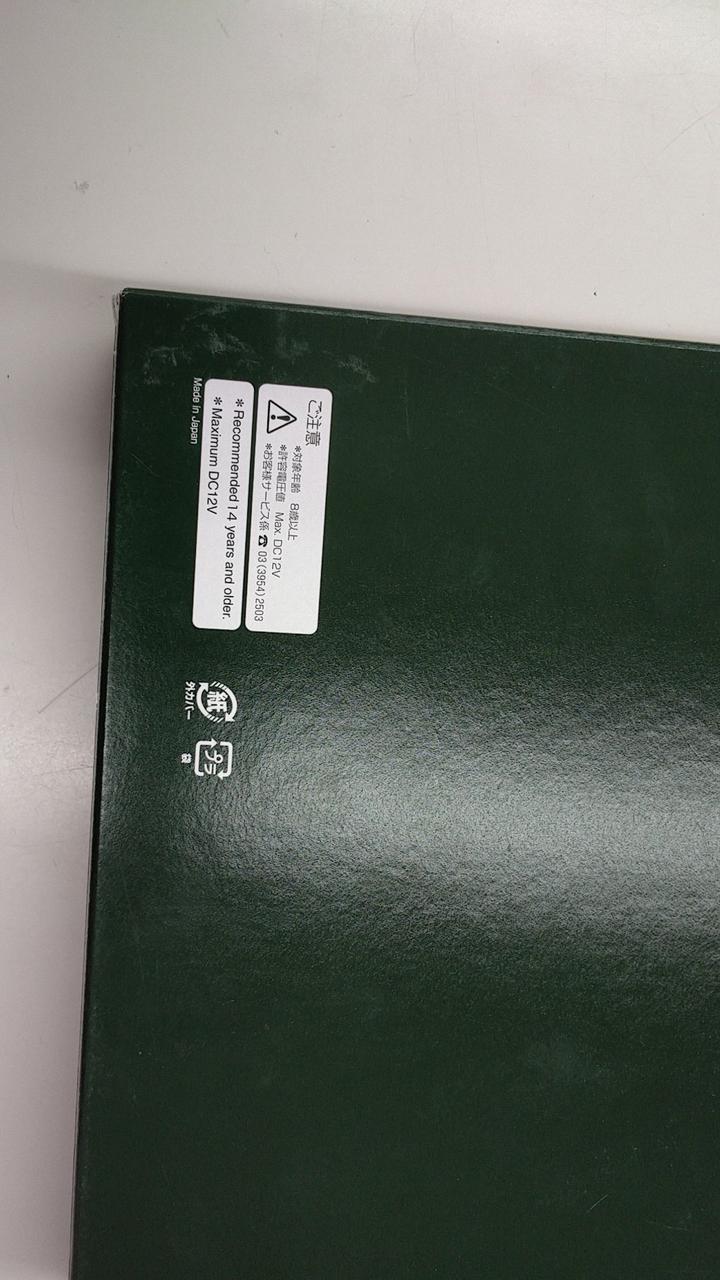 ご注意
*対象年齢 8歳以上
*許容電圧値 Max. DC12V
*お客様サービス係 ☎ 03 (3954) 2503
* Recommended 14 years and older.
* Maximum DC12V
Made in Japan
紙
外カバー
プラ
袋